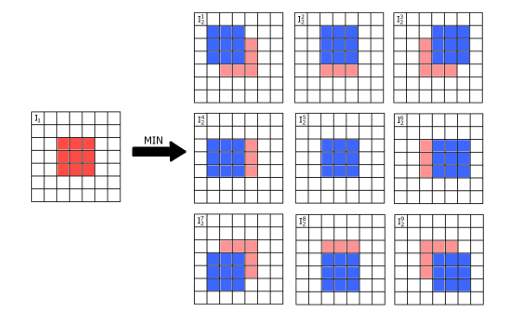 I₂¹ I₂² I₂³
I₁ MIN I₂⁴ I₂⁵ I₂⁶
I₂⁷ I₂⁸ I₂⁹